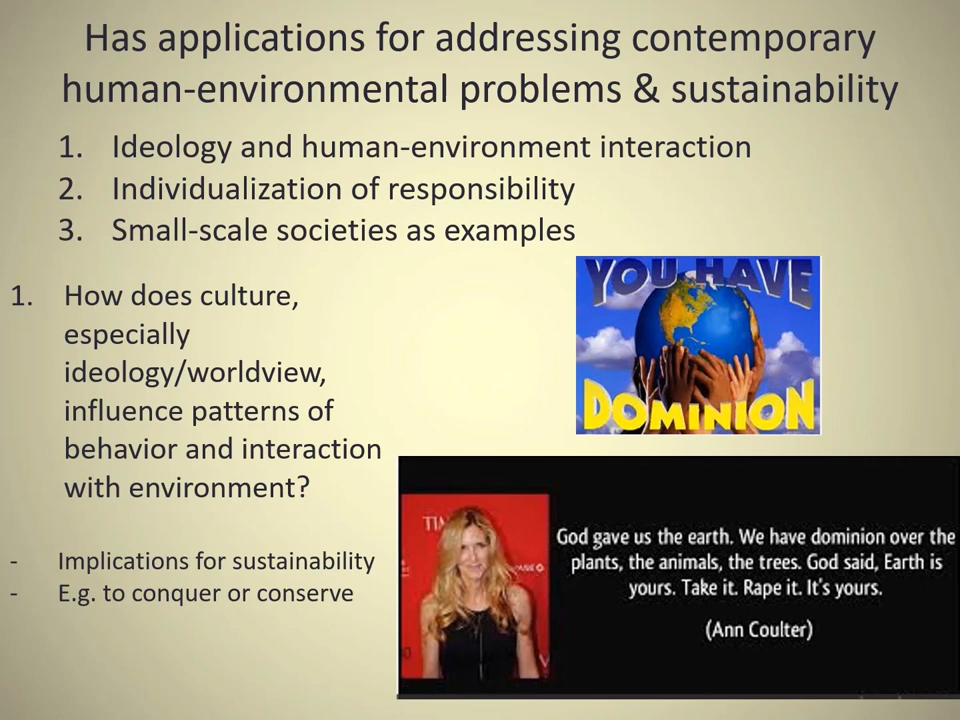 Has applications for addressing contemporary
human-environmental problems & sustainability
1. Ideology and human-environment interaction
2. Individualization of responsibility
3. Small-scale societies as examples
1. How does culture,
especially
ideology/worldview,
influence patterns of
behavior and interaction
with environment?
- Implications for sustainability
- E.g. to conquer or conserve
YOU HAVE
DOMINION
TIM
God gave us the earth. We have dominion over the
plants, the animals, the trees. God said, Earth is
yours. Take it. Rape it. It's yours.
(Ann Coulter)